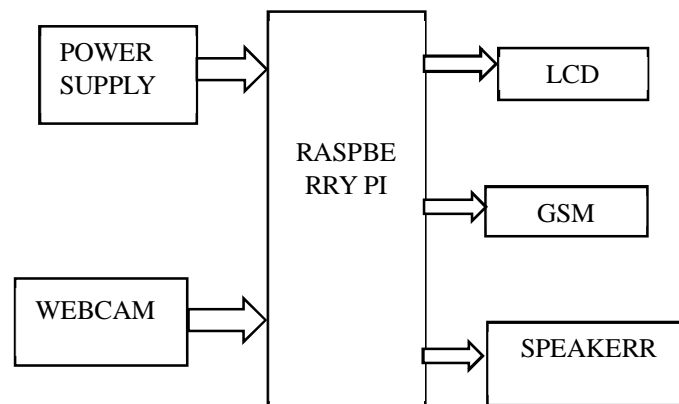 POWER
SUPPLY
LCD
RASPBE
RRY PI
GSM
WEBCAM
SPEAKERR